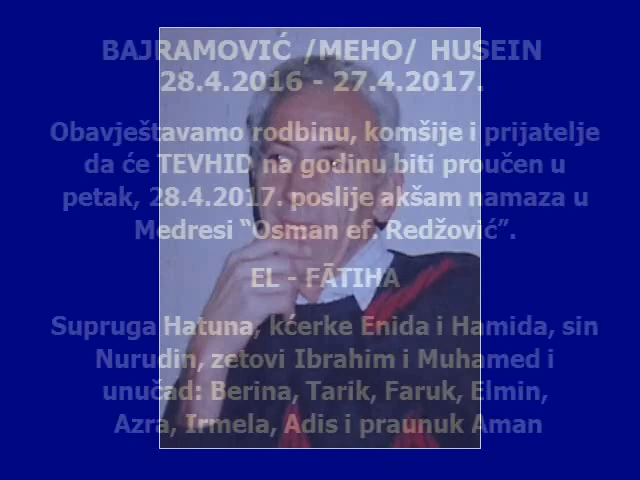 BAJRAMOVIĆ /MEHO/ HUSEIN
28.4.2016 - 27.4.2017.
Obavještavamo rodbinu, komšije i prijatelje
da će TEVHID na godinu biti proučen u
petak, 28.4.2017. poslije akšam namaza u
Medresi “Osman ef. Redžović”.
EL - FĀTIHA
Supruga Hatuna, kćerke Enida i Hamida, sin
Nurudin, zetovi Ibrahim i Muhamed i
unučad: Berina, Tarik, Faruk, Elmin,
Azra, Irmela, Adis i praunuk Aman